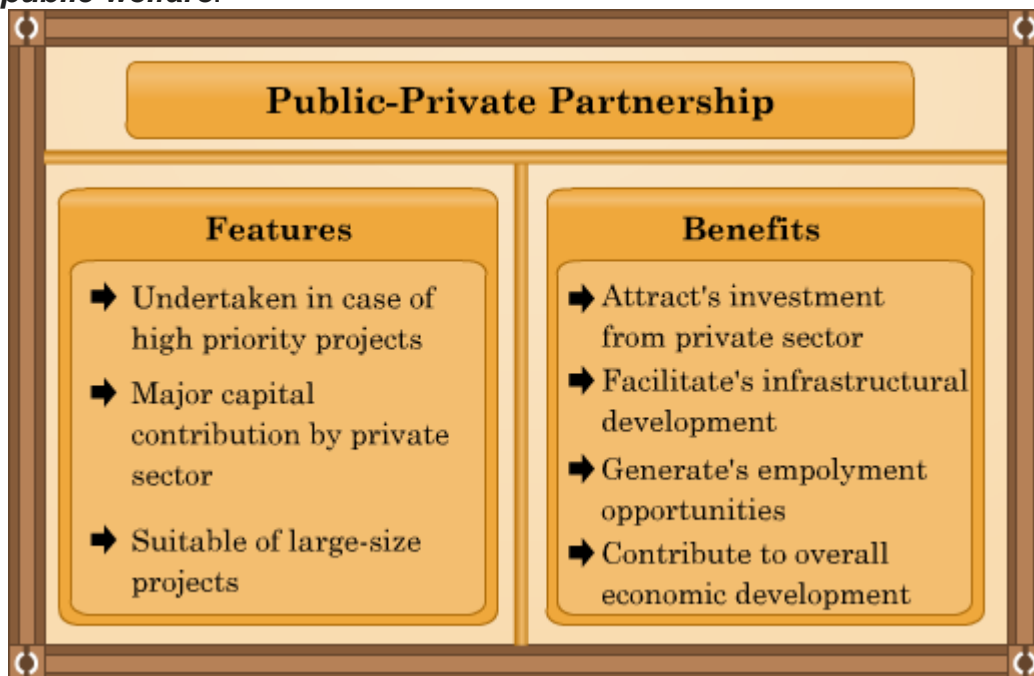 public welfare.
Public-Private Partnership
Features
Undertaken in case of
high priority projects
Major capital
contribution by private
sector
Suitable of large-size
projects
Benefits
Attract's investment
from private sector
Facilitate's infrastructural
development
Generate's empolyment
opportunities
Contribute to overall
economic development